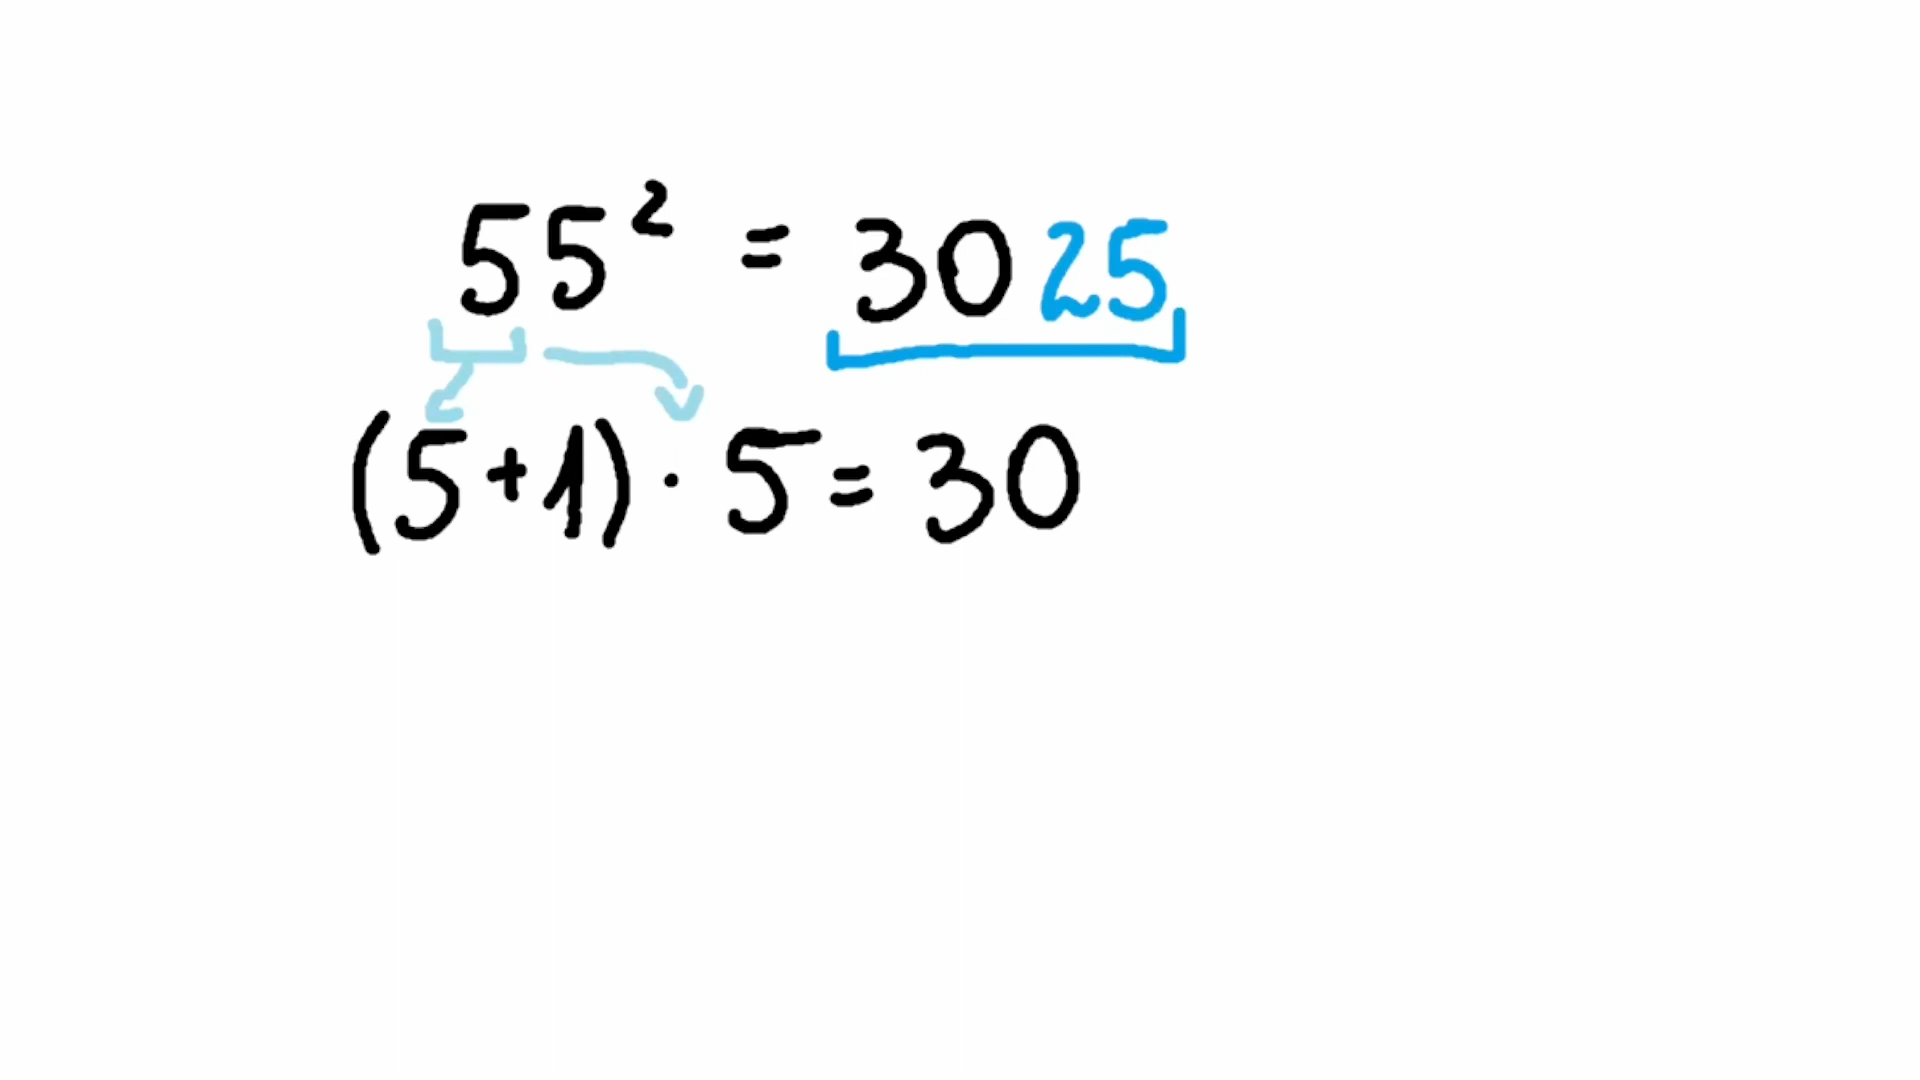 55² = 3025
(5+1) · 5 = 30